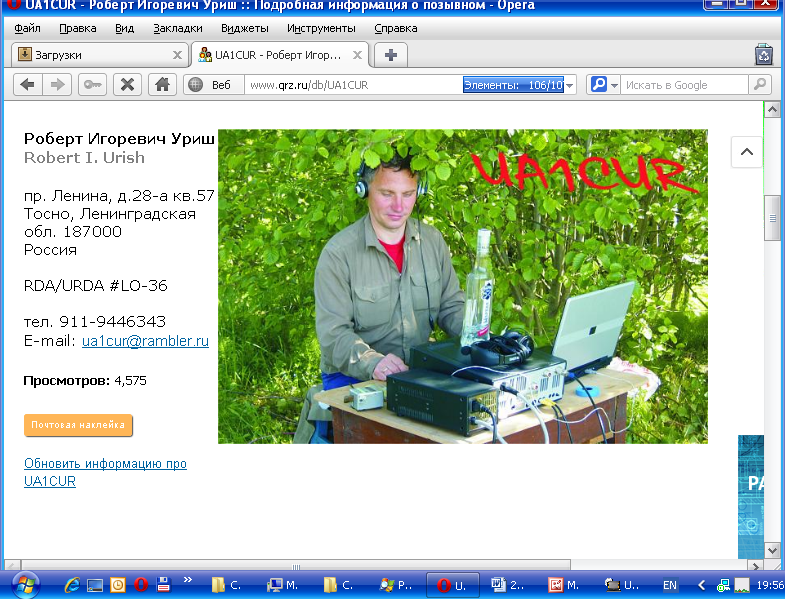 UA1CUR - Роберт Игоревич Уриш :: Подробная информация о позывном - Opera
Файл Правка Вид Закладки Виджеты Инструменты Справка
Загрузки
UA1CUR - Роберт Игор...
Веб
www.qrz.ru/db/UA1CUR
Элементы: 106/10
Искать в Google
Роберт Игоревич Уриш
Robert I. Urish
UA1CUR
пр. Ленина, д.28-а кв.57
Тосно, Ленинградская
обл. 187000
Россия
RDA/URDA #LO-36
тел. 911-9446343
E-mail: ua1cur@rambler.ru
Просмотров: 4,575
Почтовая наклейка
Обновить информацию про
UA1CUR
РА
» С. М. С. Р.. U. 2.. М. U.. EN 19:56